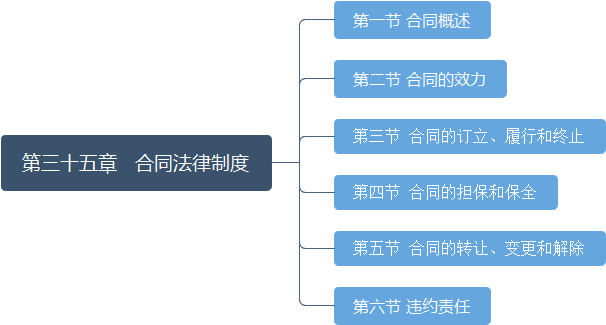 第三十五章 合同法律制度
第一节 合同概述
第二节 合同的效力
第三节 合同的订立、履行和终止
第四节 合同的担保和保全
第五节 合同的转让、变更和解除
第六节 违约责任